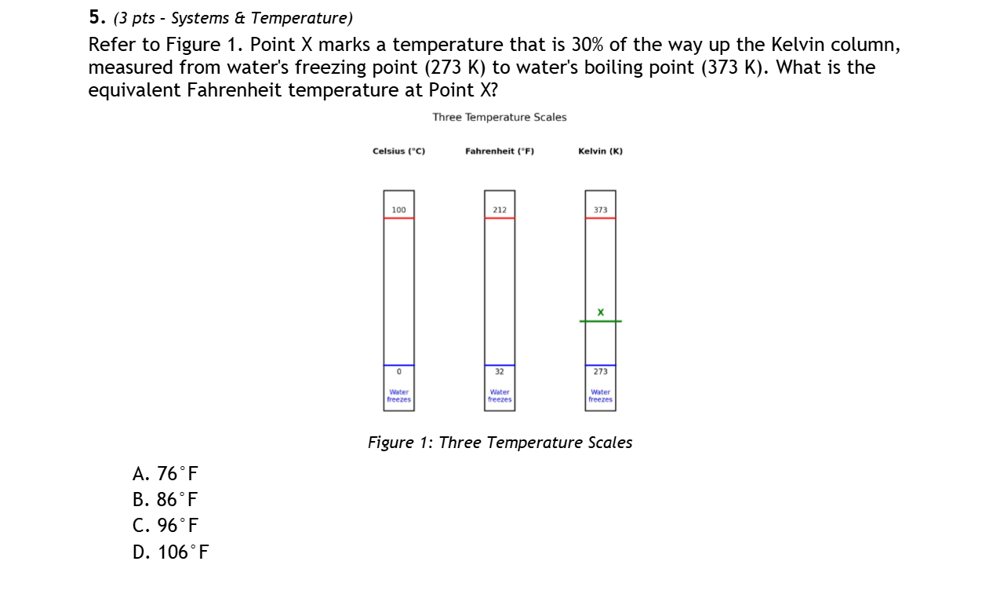 5. (3 pts - Systems & Temperature)
Refer to Figure 1. Point X marks a temperature that is 30% of the way up the Kelvin column,
measured from water's freezing point (273 K) to water's boiling point (373 K). What is the
equivalent Fahrenheit temperature at Point X?
Three Temperature Scales
Celsius (°C) Fahrenheit (°F) Kelvin (K)
100 212 373
X
0 32 273
Water Water Water
freezes freezes freezes
Figure 1: Three Temperature Scales
A. 76°F
B. 86°F
C. 96°F
D. 106°F